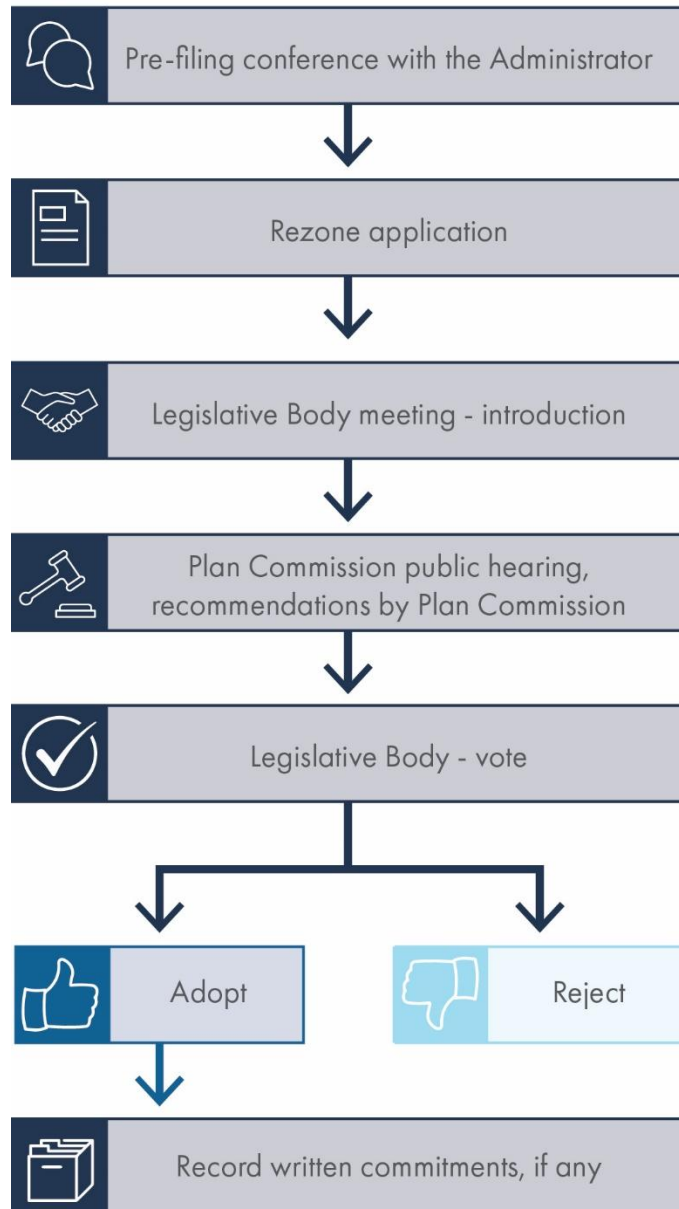 Pre-filing conference with the Administrator
Rezone application
Legislative Body meeting - introduction
Plan Commission public hearing,
recommendations by Plan Commission
Legislative Body - vote
Adopt
Reject
Record written commitments, if any